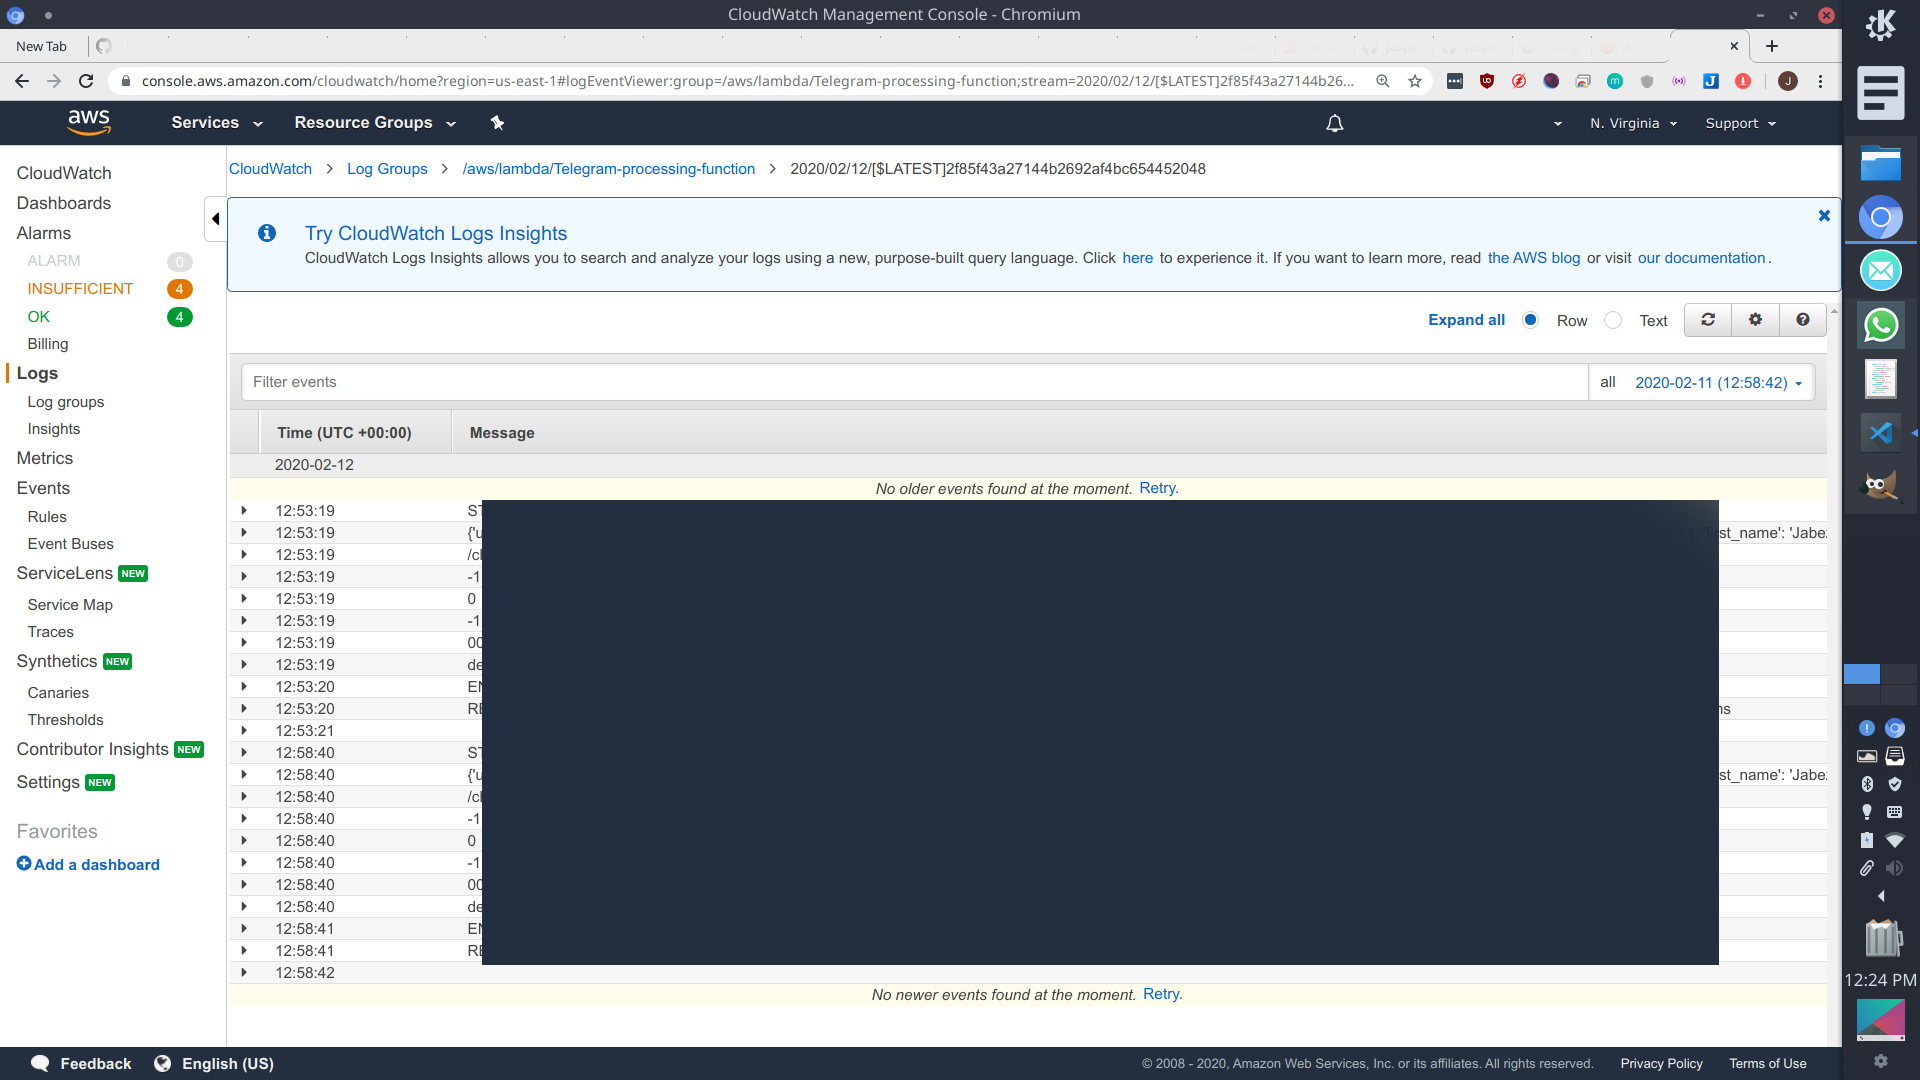 CloudWatch Management Console - Chromium
New Tab
console.aws.amazon.com/cloudwatch/home?region=us-east-1#logEventViewer:group=/aws/lambda/Telegram-processing-function;stream=2020/02/12/[$LATEST]2f85f43a27144b26...
aws Services Resource Groups N. Virginia Support
CloudWatch
Dashboards
Alarms
ALARM 0
INSUFFICIENT 4
OK 4
Billing
Logs
Log groups
Insights
Metrics
Events
Rules
Event Buses
ServiceLens NEW
Service Map
Traces
Synthetics NEW
Canaries
Thresholds
Contributor Insights NEW
Settings NEW
Favorites
Add a dashboard
CloudWatch > Log Groups > /aws/lambda/Telegram-processing-function > 2020/02/12/[$LATEST]2f85f43a27144b2692af4bc654452048
Try CloudWatch Logs Insights
CloudWatch Logs Insights allows you to search and analyze your logs using a new, purpose-built query language. Click here to experience it. If you want to learn more, read the AWS blog or visit our documentation.
Expand all Row Text
Filter events all 2020-02-11 (12:58:42)
Time (UTC +00:00) Message
2020-02-12
No older events found at the moment. Retry.
12:53:19
12:53:19 {'u st_name': 'Jabe
12:53:19
12:53:19 -1
12:53:19 0
12:53:19 -1
12:53:19 00
12:53:19 de
12:53:20
12:53:20
12:53:21
12:58:40
12:58:40 {'u st_name': 'Jabe
12:58:40
12:58:40 -1
12:58:40 0
12:58:40 -1
12:58:40 00
12:58:40 de
12:58:41
12:58:41
12:58:42
No newer events found at the moment. Retry.
Feedback English (US) © 2008 - 2020, Amazon Web Services, Inc. or its affiliates. All rights reserved. Privacy Policy Terms of Use
12:24 PM